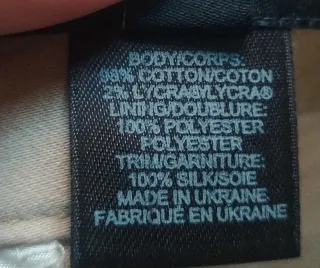 BODY/CORPS:
98% COTTON/COTON
2% LYCRA®/LYCRA®
LINING/DOUBLURE:
100% POLYESTER
POLYESTER
TRIM/GARNITURE:
100% SILK/SOIE
MADE IN UKRAINE
FABRIQUÉ EN UKRAINE